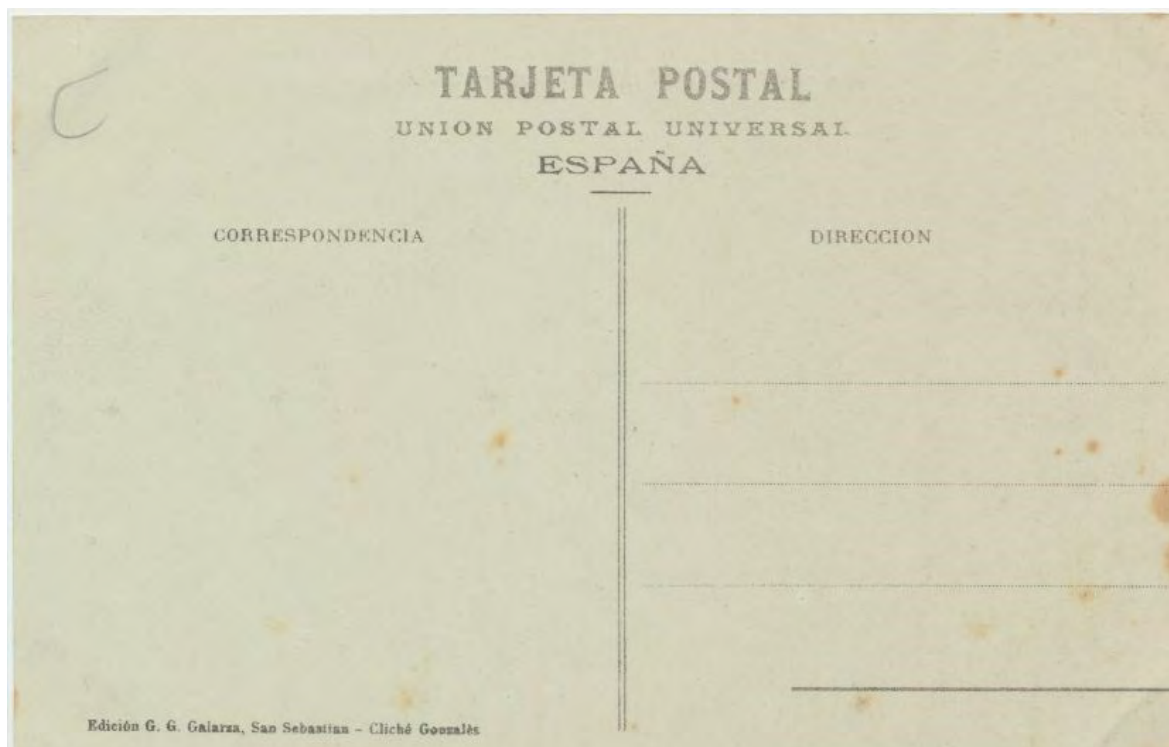 TARJETA POSTAL
UNION POSTAL UNIVERSAL
ESPAÑA
CORRESPONDENCIA
DIRECCION
Edición G. G. Galarza, San Sebastian - Cliché Gonzalès